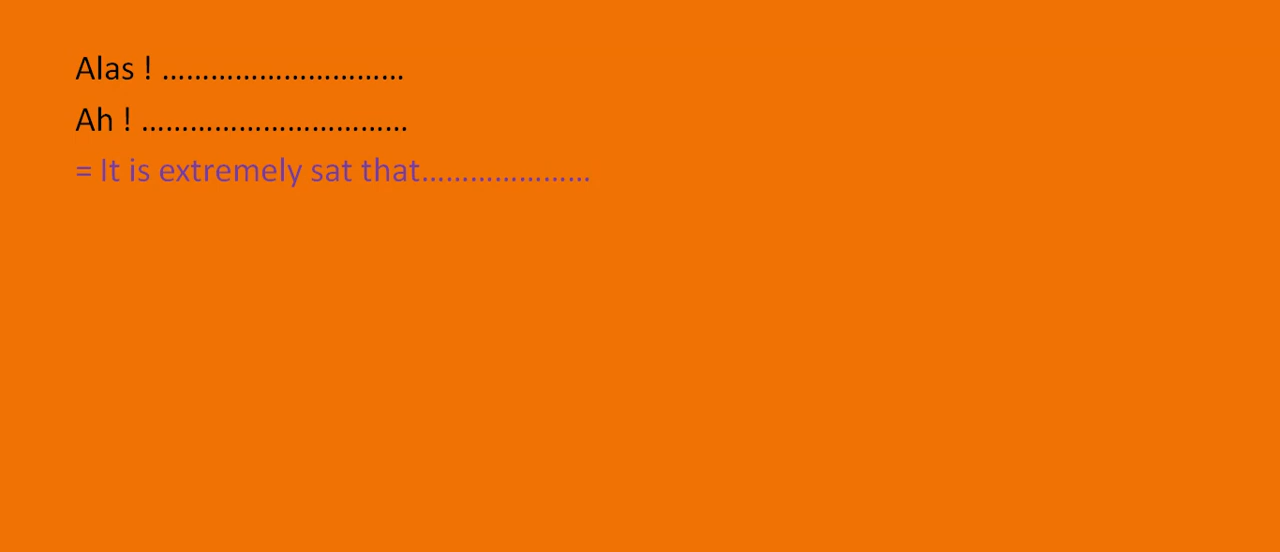 Alas ! …………………………
Ah ! ……………………………
= It is extremely sat that…………………